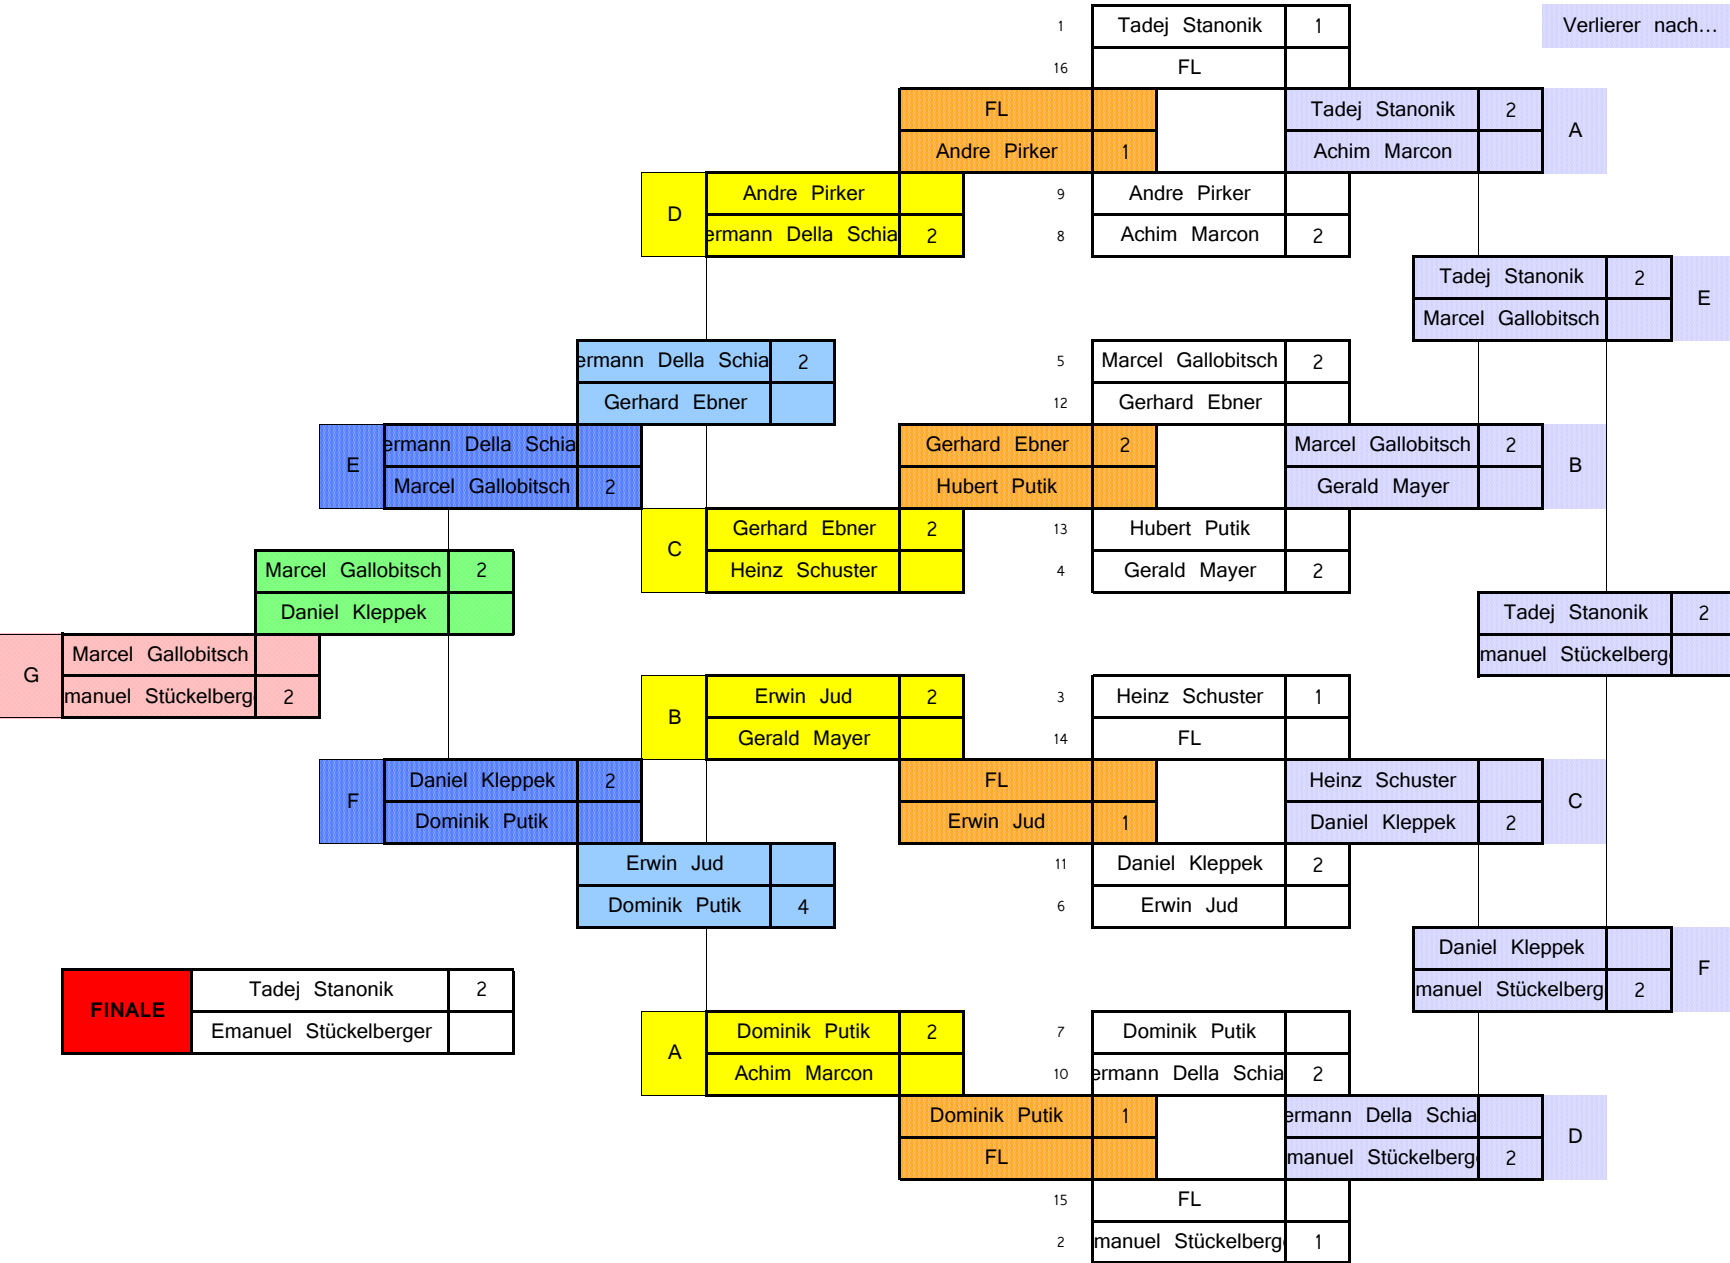 1 Tadej Stanonik 1 Verlierer nach...
16 FL
FL Tadej Stanonik 2
A
Andre Pirker 1 Achim Marcon
Andre Pirker 9 Andre Pirker
D
ermann Della Schia 2 8 Achim Marcon 2
Tadej Stanonik 2
E
Marcel Gallobitsch
ermann Della Schia 2 5 Marcel Gallobitsch 2
Gerhard Ebner 12 Gerhard Ebner
ermann Della Schia Gerhard Ebner 2 Marcel Gallobitsch 2
E B
Marcel Gallobitsch 2 Hubert Putik Gerald Mayer
Gerhard Ebner 2 13 Hubert Putik
C
Marcel Gallobitsch 2 Heinz Schuster 4 Gerald Mayer 2
Daniel Kleppek Tadej Stanonik 2
Marcel Gallobitsch manuel Stückelberg
G
manuel Stückelberg 2 Erwin Jud 2 3 Heinz Schuster 1
B
Gerald Mayer 14 FL
Daniel Kleppek 2 FL Heinz Schuster
F C
Dominik Putik Erwin Jud 1 Daniel Kleppek 2
Erwin Jud 11 Daniel Kleppek 2
Dominik Putik 4 6 Erwin Jud
Daniel Kleppek
F
Tadej Stanonik 2 manuel Stückelberg 2
FINALE
Emanuel Stückelberger Dominik Putik 2 7 Dominik Putik
A
Achim Marcon 10 ermann Della Schia 2
Dominik Putik 1 ermann Della Schia
D
FL manuel Stückelberg 2
15 FL
2 manuel Stückelberg 1